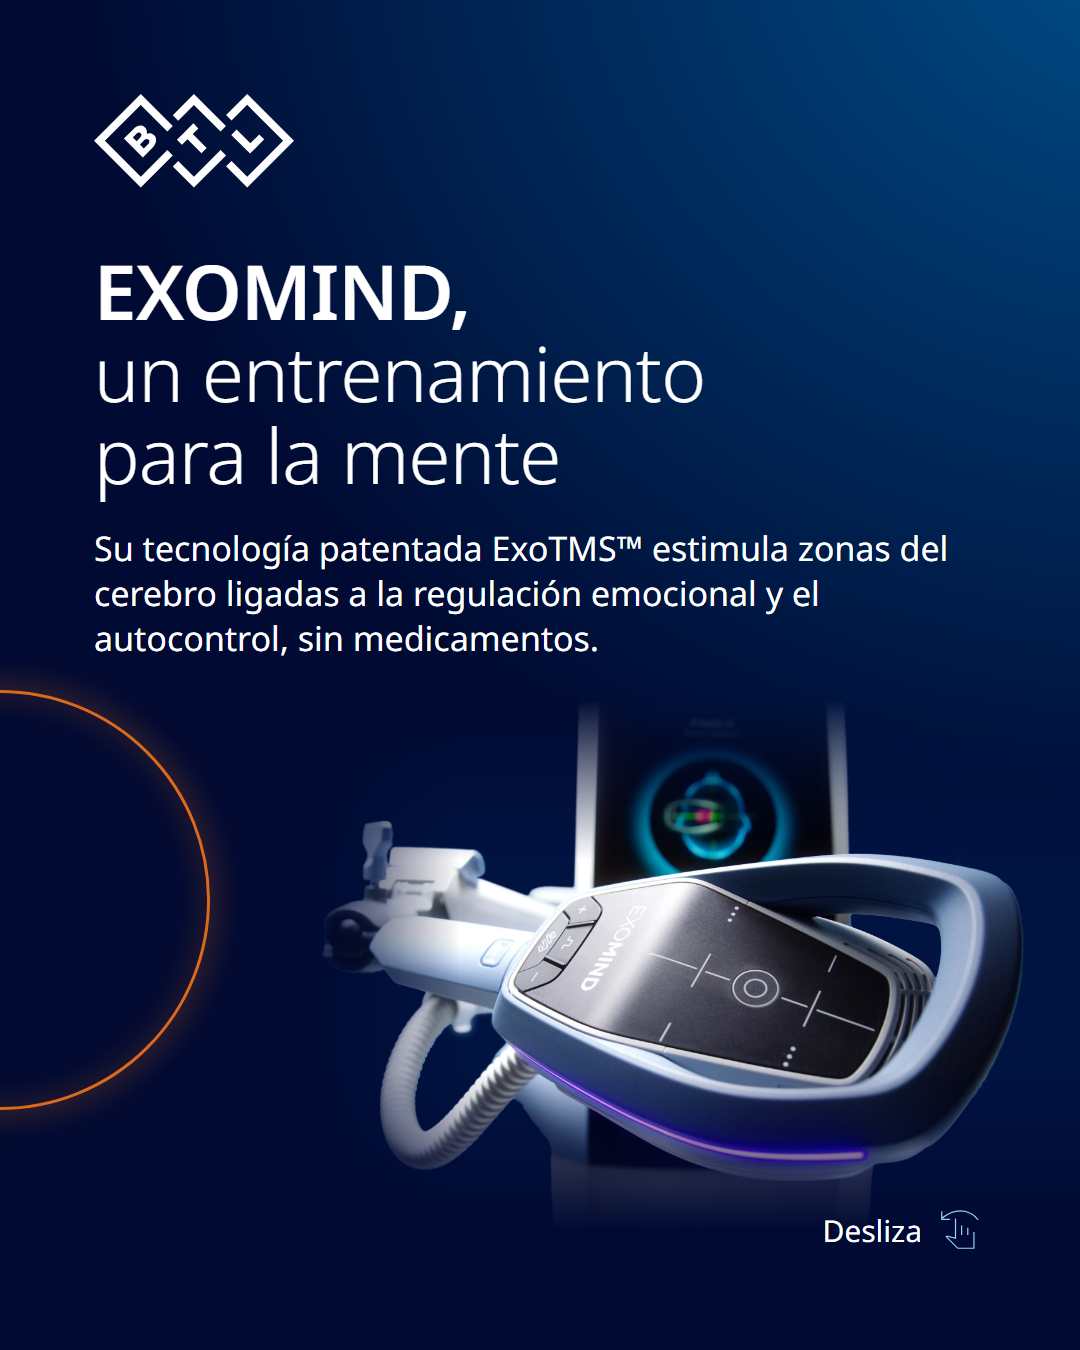 BTL
EXOMIND,
un entrenamiento
para la mente
Su tecnología patentada ExoTMS™ estimula zonas del
cerebro ligadas a la regulación emocional y el
autocontrol, sin medicamentos.
EXOMIND
Desliza